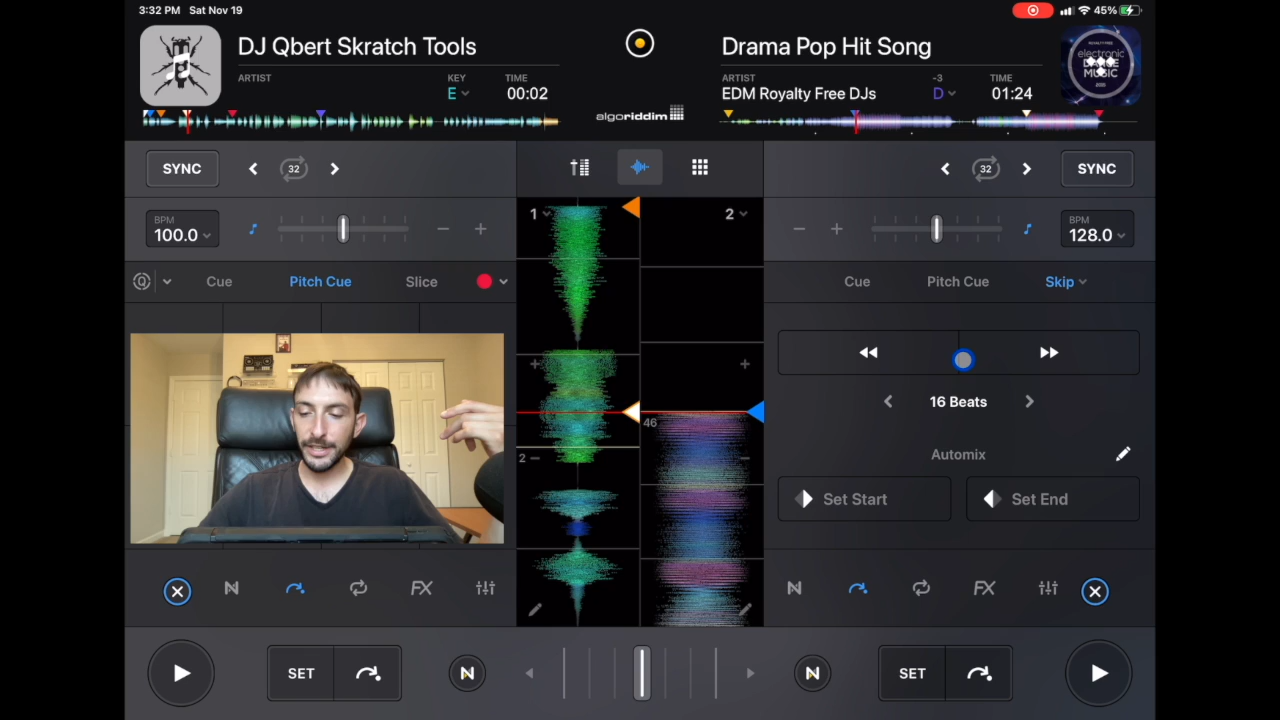 3:32 PM Sat Nov 19
45%
DJ Qbert Skratch Tools
ARTIST
KEY
E
TIME
00:02
algoriddim
Drama Pop Hit Song
ARTIST
EDM Royalty Free DJs
-3
D
TIME
01:24
electronic
DANCE
MUSIC
SYNC
32
32
SYNC
BPM
100.0
1
2
BPM
128.0
Q
Cue
Pitch Cue
Slice
Cue
Pitch Cue
Skip
46
2
16 Beats
Automix
Set Start
Set End
N
FX
N
FX
SET
N
N
SET